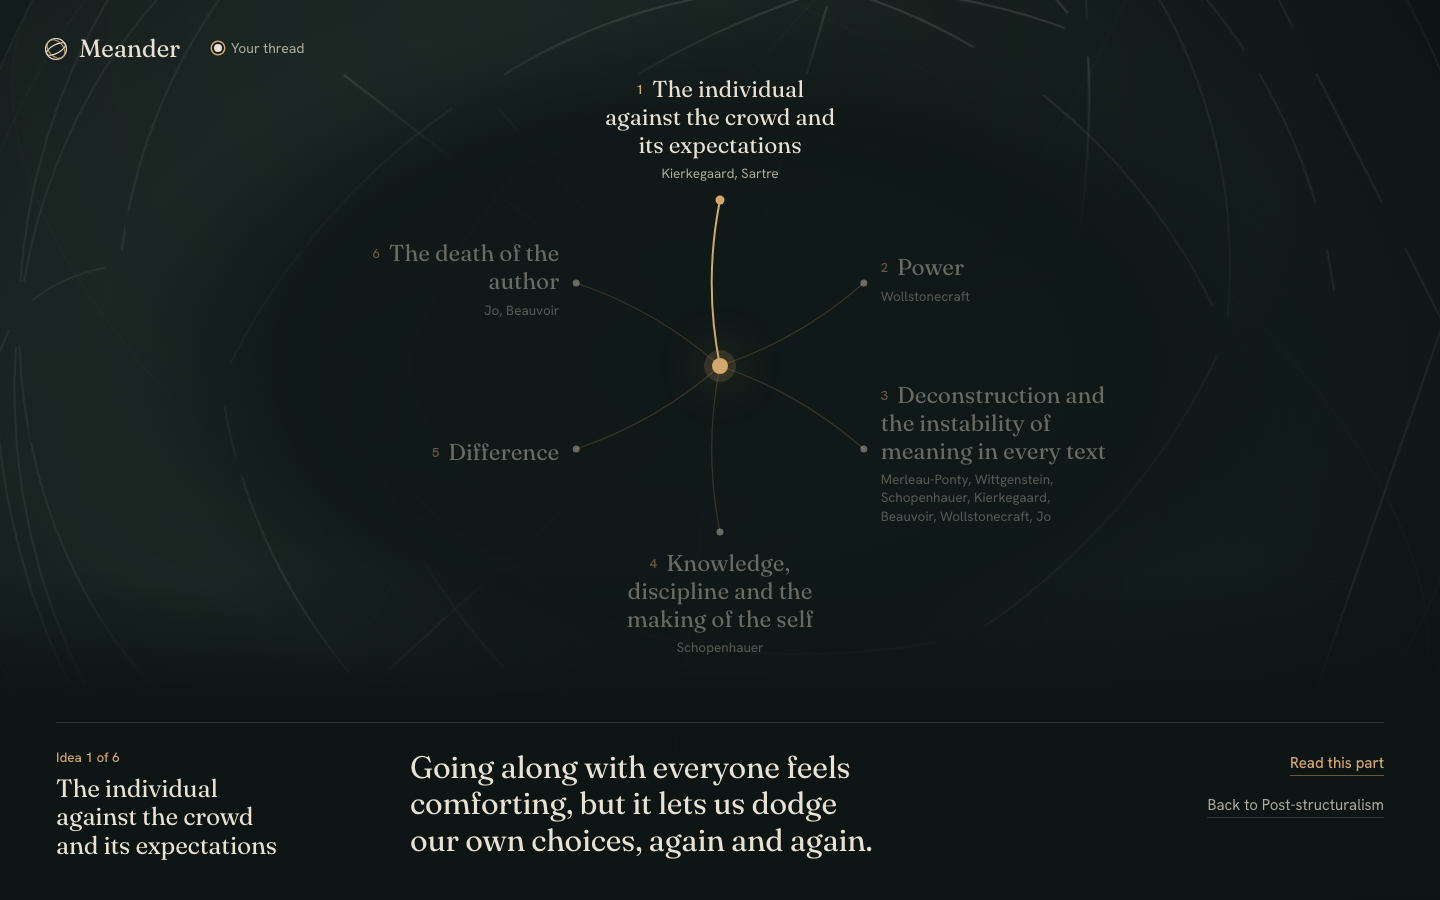 Meander
Your thread
1 The individual
against the crowd and
its expectations
Kierkegaard, Sartre
6 The death of the
author
Jo, Beauvoir
2 Power
Wollstonecraft
3 Deconstruction and
the instability of
meaning in every text
Merleau-Ponty, Wittgenstein,
Schopenhauer, Kierkegaard,
Beauvoir, Wollstonecraft, Jo
5 Difference
4 Knowledge,
discipline and the
making of the self
Schopenhauer
Idea 1 of 6
The individual
against the crowd
and its expectations
Going along with everyone feels
comforting, but it lets us dodge
our own choices, again and again.
Read this part
Back to Post-structuralism